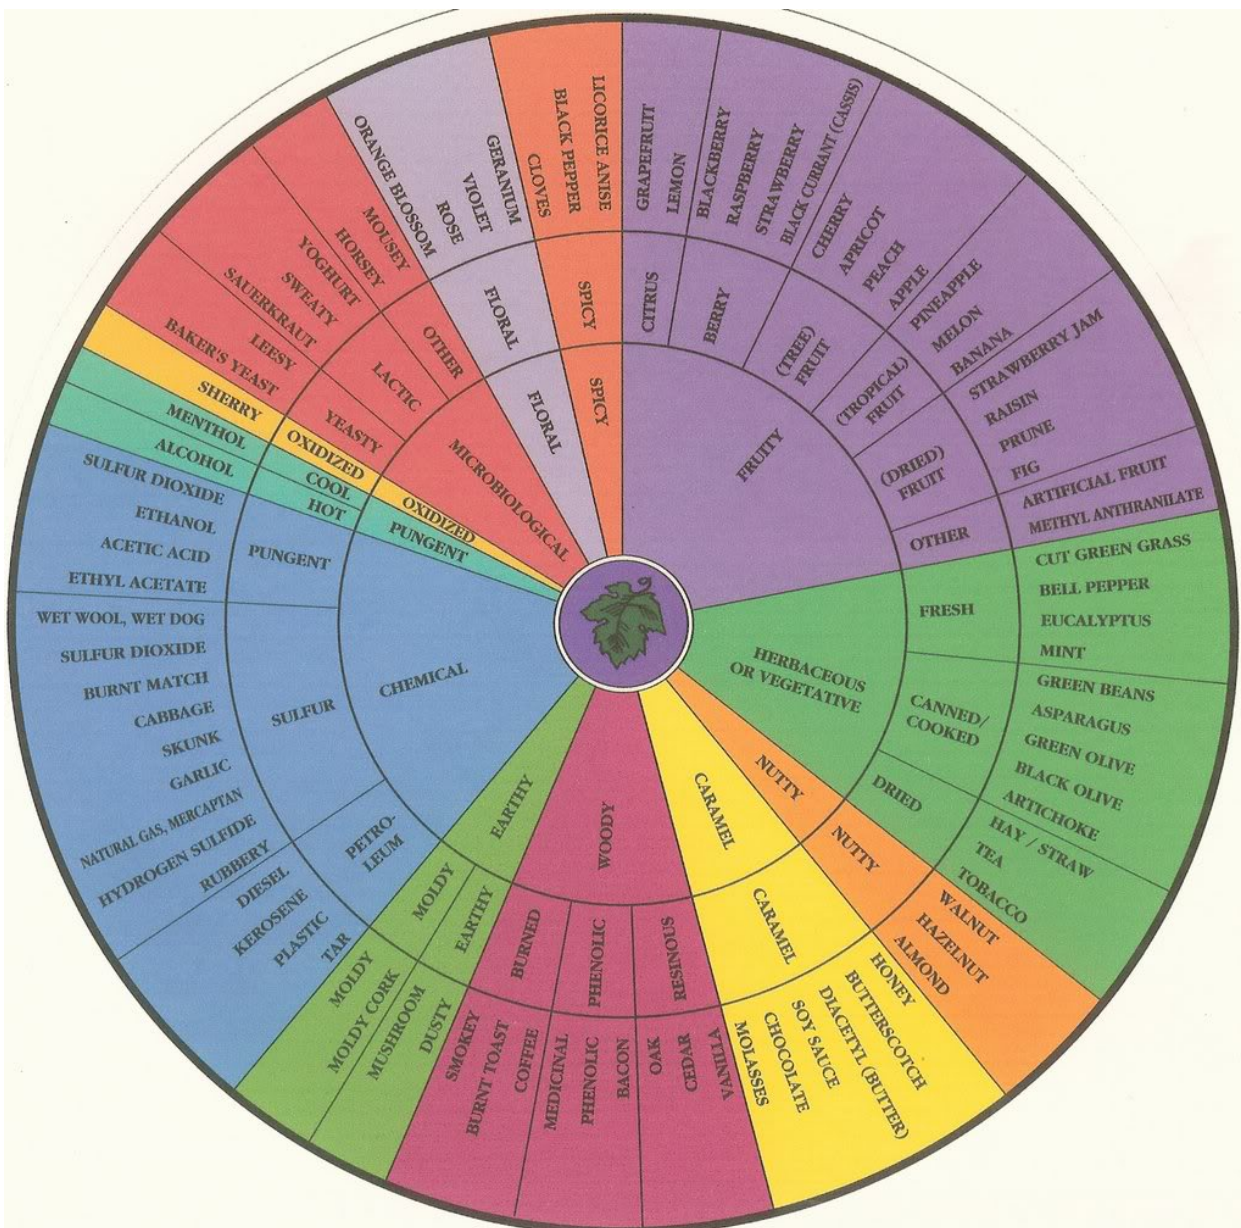 FRUITY
CITRUS
GRAPEFRUIT
LEMON
BERRY
BLACKBERRY
RASPBERRY
STRAWBERRY
BLACK CURRANT (CASSIS)
(TREE)
FRUIT
CHERRY
APRICOT
PEACH
APPLE
(TROPICAL)
FRUIT
PINEAPPLE
MELON
BANANA
(DRIED)
FRUIT
STRAWBERRY JAM
RAISIN
PRUNE
FIG
OTHER
ARTIFICIAL FRUIT
METHYL ANTHRANILATE
HERBACEOUS
OR VEGETATIVE
FRESH
CUT GREEN GRASS
BELL PEPPER
EUCALYPTUS
MINT
CANNED/
COOKED
GREEN BEANS
ASPARAGUS
GREEN OLIVE
BLACK OLIVE
ARTICHOKE
DRIED
HAY / STRAW
TEA
TOBACCO
NUTTY
NUTTY
WALNUT
HAZELNUT
ALMOND
CARAMEL
CARAMEL
HONEY
BUTTERSCOTCH
DIACETYL (BUTTER)
SOY SAUCE
CHOCOLATE
MOLASSES
WOODY
RESINOUS
VANILLA
CEDAR
OAK
PHENOLIC
BACON
PHENOLIC
MEDICINAL
BURNED
COFFEE
BURNT TOAST
SMOKEY
EARTHY
EARTHY
DUSTY
MUSHROOM
MOLDY
MOLDY CORK
MOLDY
CHEMICAL
PETRO-
LEUM
TAR
PLASTIC
KEROSENE
DIESEL
SULFUR
RUBBERY
HYDROGEN SULFIDE
NATURAL GAS, MERCAPTAN
GARLIC
SKUNK
CABBAGE
BURNT MATCH
SULFUR DIOXIDE
WET WOOL, WET DOG
PUNGENT
ETHYL ACETATE
ACETIC ACID
ETHANOL
SULFUR DIOXIDE
PUNGENT
HOT
ALCOHOL
COOL
MENTHOL
OXIDIZED
OXIDIZED
SHERRY
MICROBIOLOGICAL
YEASTY
BAKER'S YEAST
LEESY
LACTIC
SAUERKRAUT
SWEATY
YOGHURT
OTHER
HORSEY
MOUSEY
FLORAL
FLORAL
ORANGE BLOSSOM
ROSE
VIOLET
GERANIUM
SPICY
SPICY
CLOVES
BLACK PEPPER
LICORICE ANISE